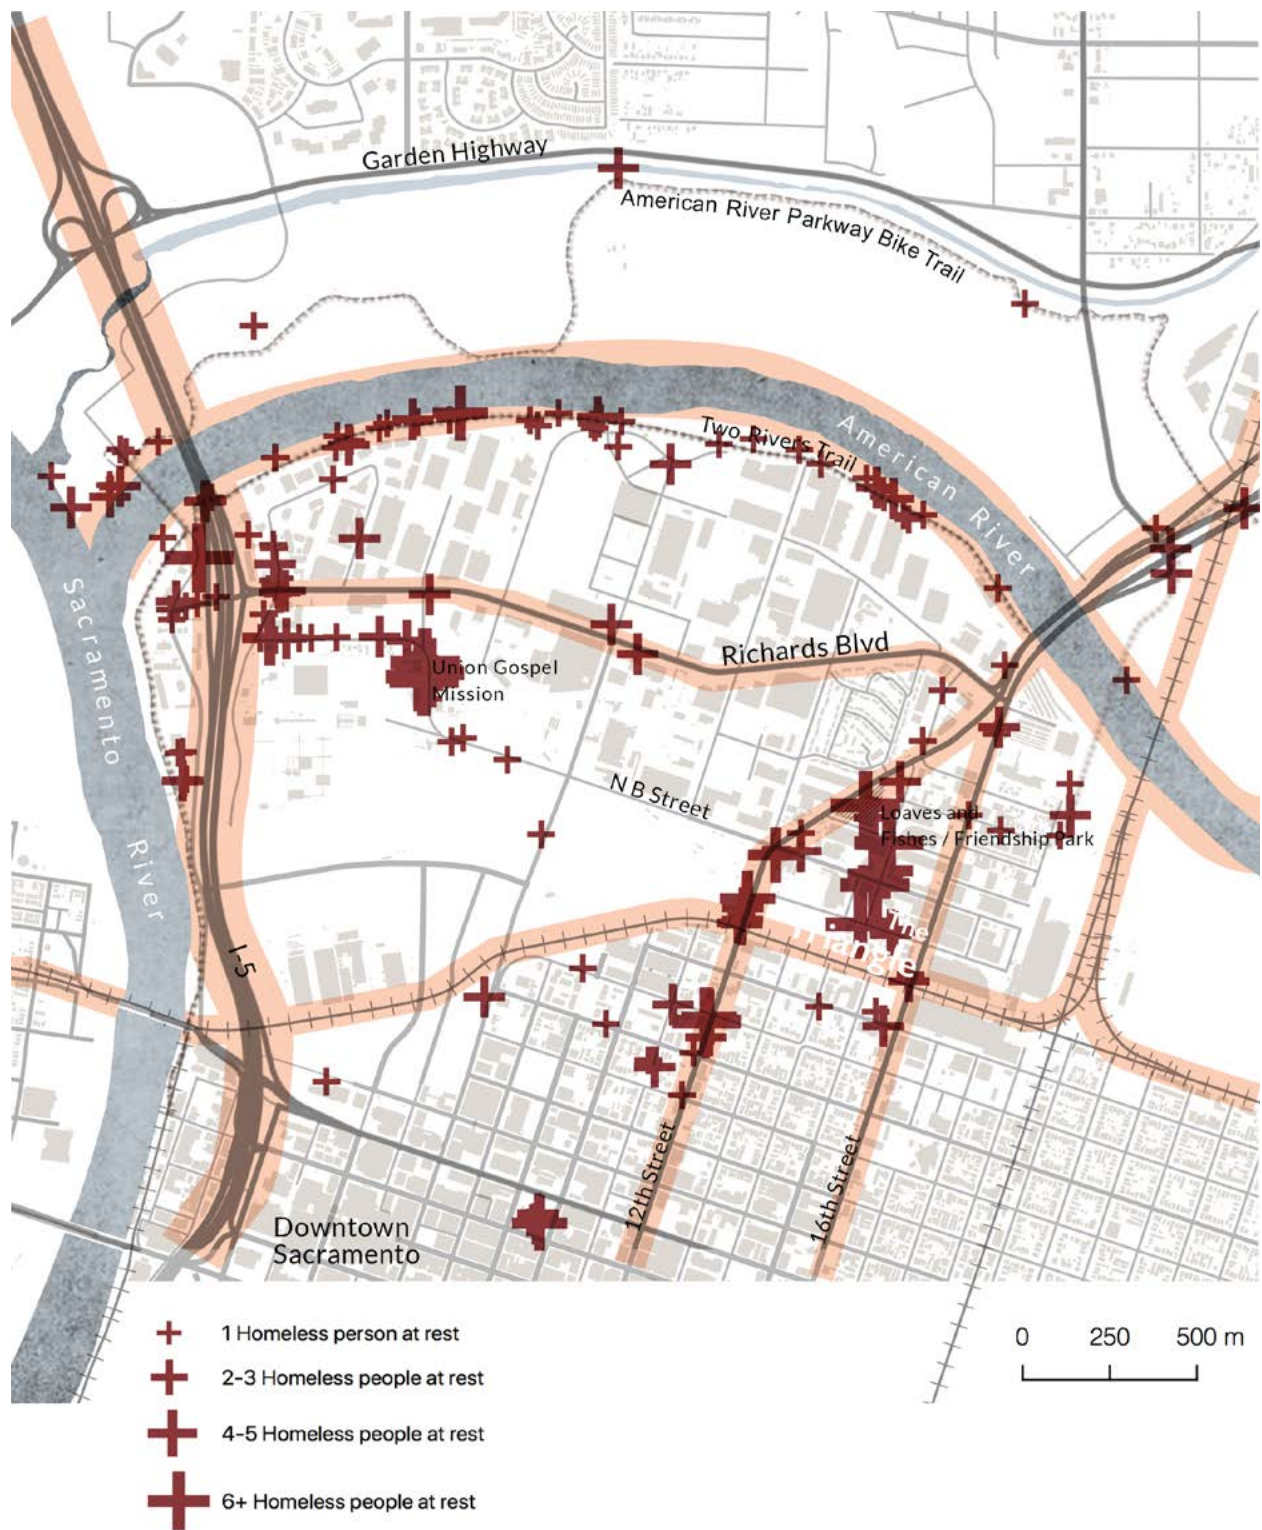 Garden Highway
American River Parkway Bike Trail
Two Rivers Trail
American
River
Sacramento
River
Richards Blvd
Union Gospel
Mission
N B Street
Loaves and
Fishes / Friendship Park
The
Triangle
I-5
12th Street
16th Street
Downtown
Sacramento
1 Homeless person at rest
2-3 Homeless people at rest
4-5 Homeless people at rest
6+ Homeless people at rest
0 250 500 m